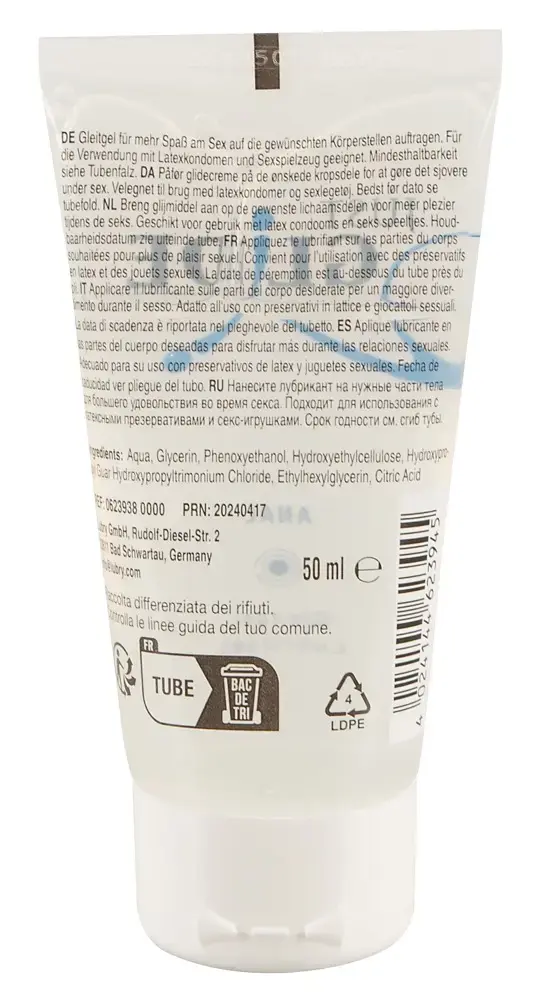 50
DE Gleitgel für mehr Spaß am Sex auf die gewünschten Körperstellen auftragen. Für
die Verwendung mit Latexkondomen und Sexspielzeug geeignet. Mindesthaltbarkeit
siehe Tubenfalz. DA Påfør glidecreme på de ønskede kropsdele for at gøre det sjovere
under sex. Velegnet til brug med latexkondomer og sexlegetøj. Bedst før dato se
tubefold. NL Breng glijmiddel aan op de gewenste lichaamsdelen voor meer plezier
tijdens de seks. Geschikt voor gebruik met latex condooms en seks speeltjes. Houd-
baarheidsdatum zie uiteinde tube. FR Appliquez le lubrifiant sur les parties du corps
souhaitées pour plus de plaisir sexuel. Convient pour l'utilisation avec des préservatifs
en latex et des jouets sexuels. La date de péremption est au-dessous du tube près du
pli. IT Applicare il lubrificante sulle parti del corpo desiderate per un maggiore diver-
timento durante il sesso. Adatto all'uso con preservativi in lattice e giocattoli sessuali.
La data di scadenza è riportata nel pieghevole del tubetto. ES Aplique lubricante en
las partes del cuerpo deseadas para disfrutar más durante las relaciones sexuales.
Adecuado para su uso con preservativos de latex y juguetes sexuales. Fecha de
caducidad ver pliegue del tubo. RU Нанесите лубрикант на нужные части тела
для большего удовольствия во время секса. Подходит для использования с
латексными презервативами и секс-игрушками. Срок годности см. сгиб тубы.
Ingredients: Aqua, Glycerin, Phenoxyethanol, Hydroxyethylcellulose, Hydroxypro-
pyl Guar Hydroxypropyltrimonium Chloride, Ethylhexylglycerin, Citric Acid
REF: 0623938 0000 PRN: 20240417
Lubry GmbH, Rudolf-Diesel-Str. 2
Bad Schwartau, Germany
lubry.com
50 ml ℮
ANAL
Raccolta differenziata dei rifiuti.
Controlla le linee guida del tuo comune.
FR
TUBE
BAC
DE
TRI
4
LDPE
4 024144 623945